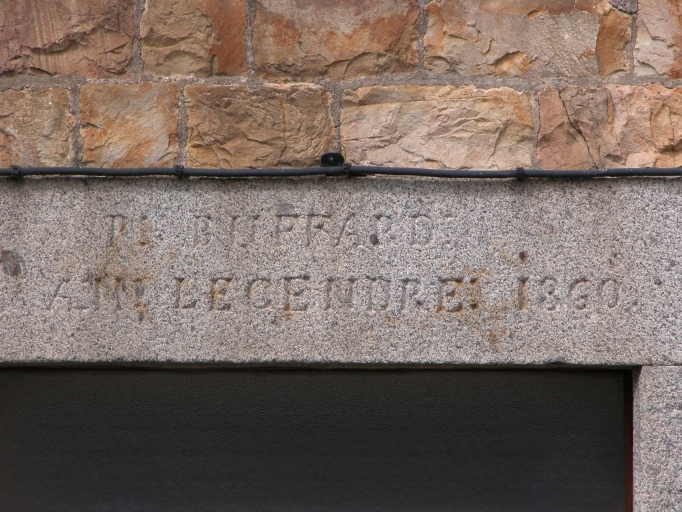 P. BUFFARD.
A.M. LEGENDRE. 1860.